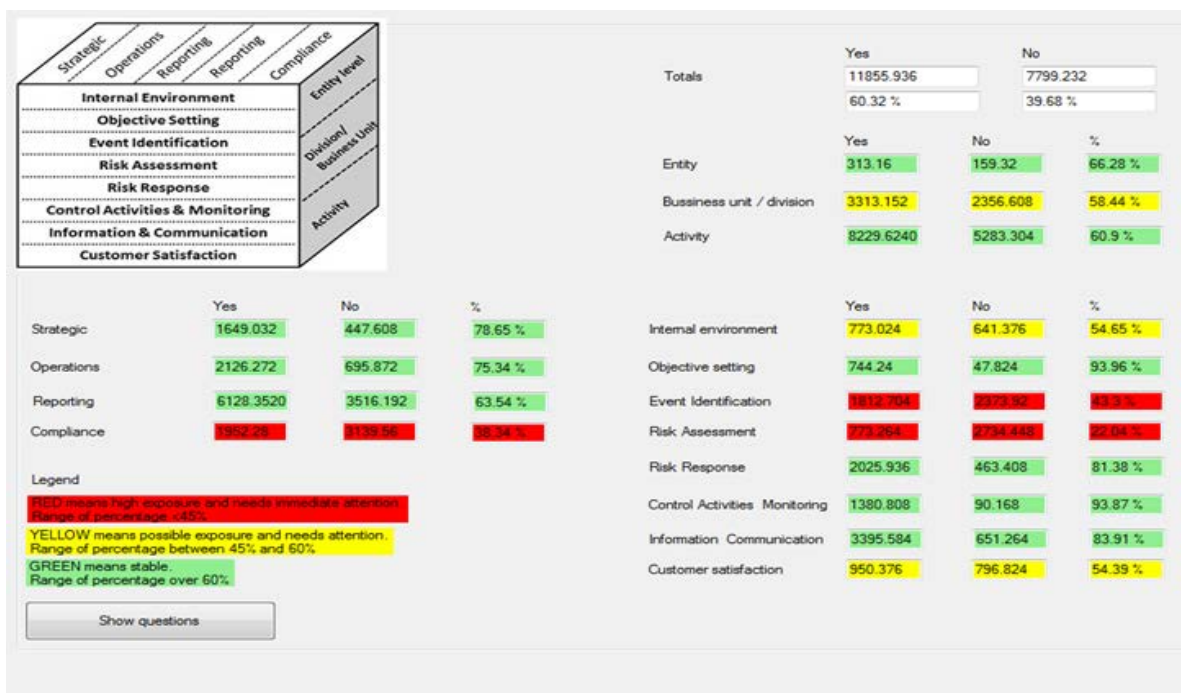 Strategic Operations Reporting Reporting Compliance
Entity level
Division/
Business Unit
Activity
Internal Environment
Objective Setting
Event Identification
Risk Assessment
Risk Response
Control Activities & Monitoring
Information & Communication
Customer Satisfaction
Yes No
Totals 11855.936 7799.232
60.32 % 39.68 %
Yes No %
Entity 313.16 159.32 66.28 %
Bussiness unit / division 3313.152 2356.608 58.44 %
Activity 8229.6240 5283.304 60.9 %
Yes No %
Strategic 1649.032 447.608 78.65 %
Operations 2126.272 695.872 75.34 %
Reporting 6128.3520 3516.192 63.54 %
Compliance 1952.28 3139.56 38.34 %
Legend
RED means high exposure and needs immediate attention.
Range of percentage <45%
YELLOW means possible exposure and needs attention.
Range of percentage between 45% and 60%
GREEN means stable.
Range of percentage over 60%
Show questions
Yes No %
Internal environment 773.024 641.376 54.65 %
Objective setting 744.24 47.824 93.96 %
Event Identification 1812.704 2373.92 43.3 %
Risk Assessment 773.264 2734.448 22.04 %
Risk Response 2025.936 463.408 81.38 %
Control Activities Monitoring 1380.808 90.168 93.87 %
Information Communication 3395.584 651.264 83.91 %
Customer satisfaction 950.376 796.824 54.39 %